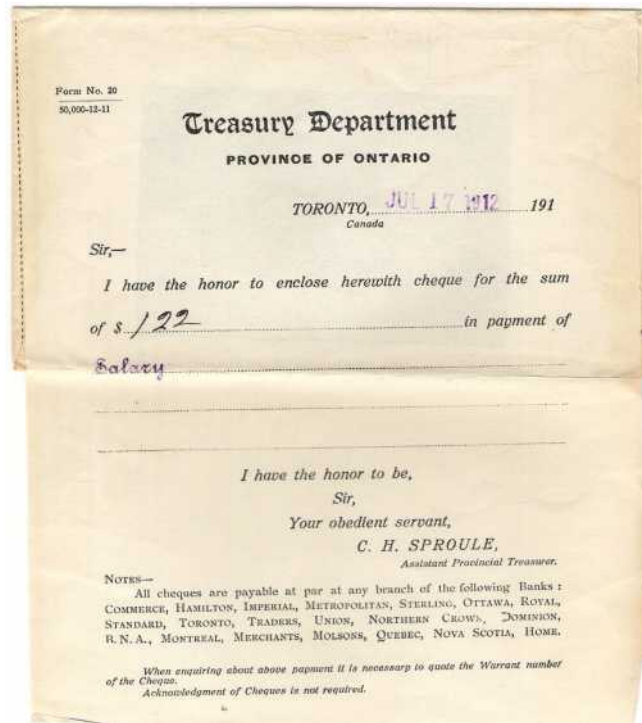 Form No. 20
50,000-12-11
Treasury Department
PROVINCE OF ONTARIO
TORONTO, JUL 17 1912 191
Canada
Sir,—
I have the honor to enclose herewith cheque for the sum
of $ 122 in payment of
Salary
I have the honor to be,
Sir,
Your obedient servant,
C. H. SPROULE,
Assistant Provincial Treasurer.
NOTES—
All cheques are payable at par at any branch of the following Banks :
COMMERCE, HAMILTON, IMPERIAL, METROPOLITAN, STERLING, OTTAWA, ROYAL,
STANDARD, TORONTO, TRADERS, UNION, NORTHERN CROWN, DOMINION,
B.N.A., MONTREAL, MERCHANTS, MOLSONS, QUEBEC, NOVA SCOTIA, HOME.
When enquiring about above payment it is necessary to quote the Warrant number
of the Cheque.
Acknowledgment of Cheques is not required.